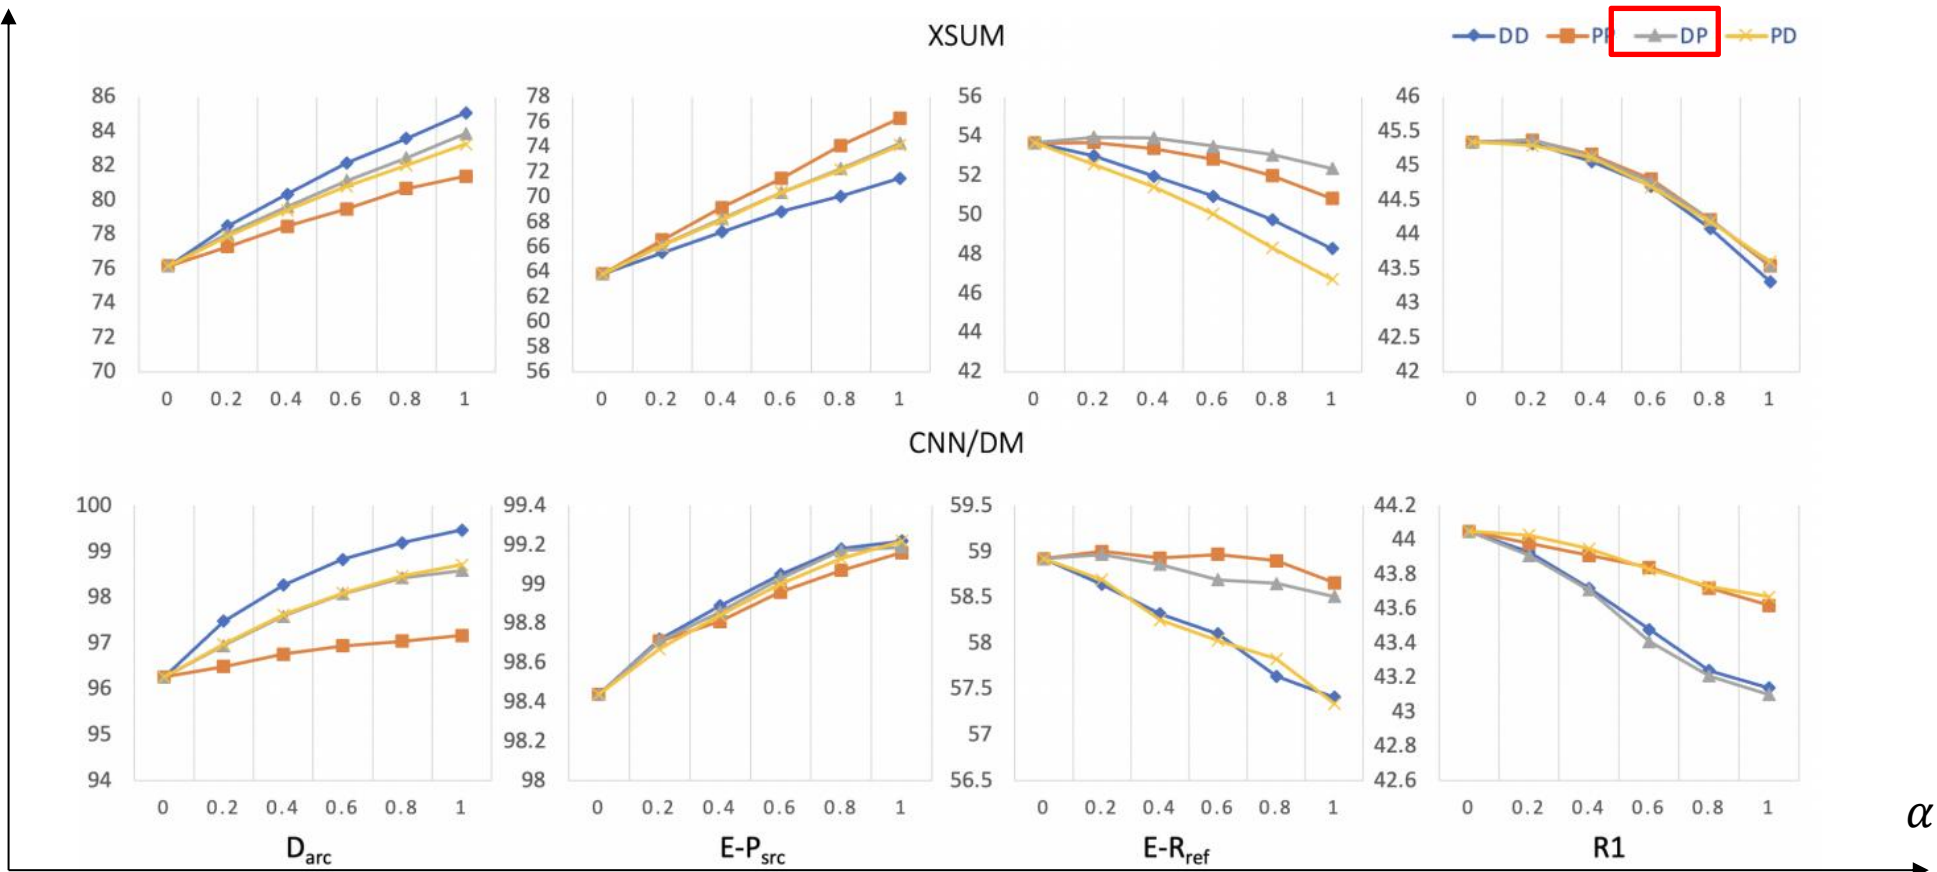 XSUM
DD PP DP PD
86 84 82 80 78 76 74 72 70
0 0.2 0.4 0.6 0.8 1
78 76 74 72 70 68 66 64 62 60 58 56
0 0.2 0.4 0.6 0.8 1
56 54 52 50 48 46 44 42
0 0.2 0.4 0.6 0.8 1
46 45.5 45 44.5 44 43.5 43 42.5 42
0 0.2 0.4 0.6 0.8 1
CNN/DM
100 99 98 97 96 95 94
0 0.2 0.4 0.6 0.8 1
D_arc
99.4 99.2 99 98.8 98.6 98.4 98.2 98
0 0.2 0.4 0.6 0.8 1
E-P_src
59.5 59 58.5 58 57.5 57 56.5
0 0.2 0.4 0.6 0.8 1
E-R_ref
44.2 44 43.8 43.6 43.4 43.2 43 42.8 42.6
0 0.2 0.4 0.6 0.8 1
R1
α